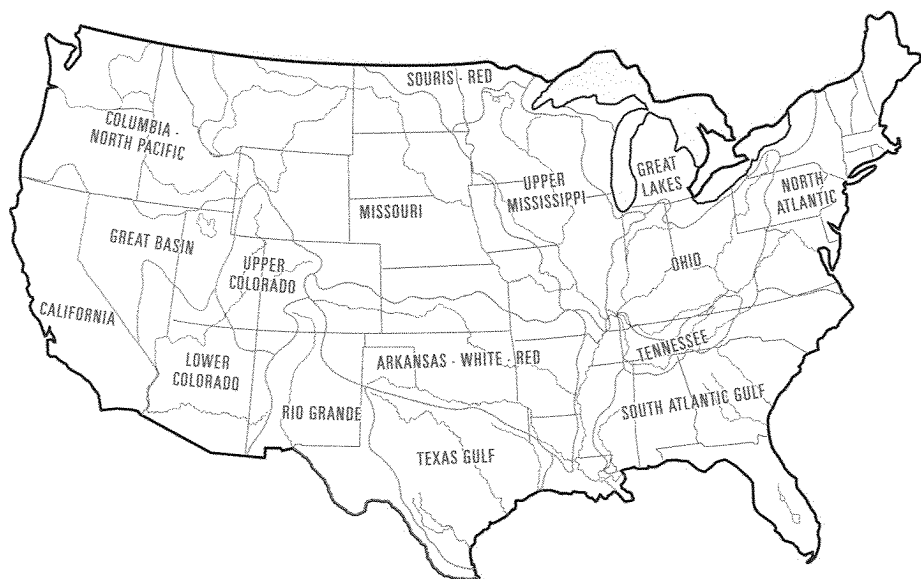 SOURIS - RED
COLUMBIA -
NORTH PACIFIC
GREAT
LAKES
UPPER
MISSISSIPPI
NORTH
ATLANTIC
MISSOURI
GREAT BASIN
UPPER
COLORADO
OHIO
CALIFORNIA
LOWER
COLORADO
ARKANSAS - WHITE - RED
TENNESSEE
RIO GRANDE
SOUTH ATLANTIC GULF
TEXAS GULF